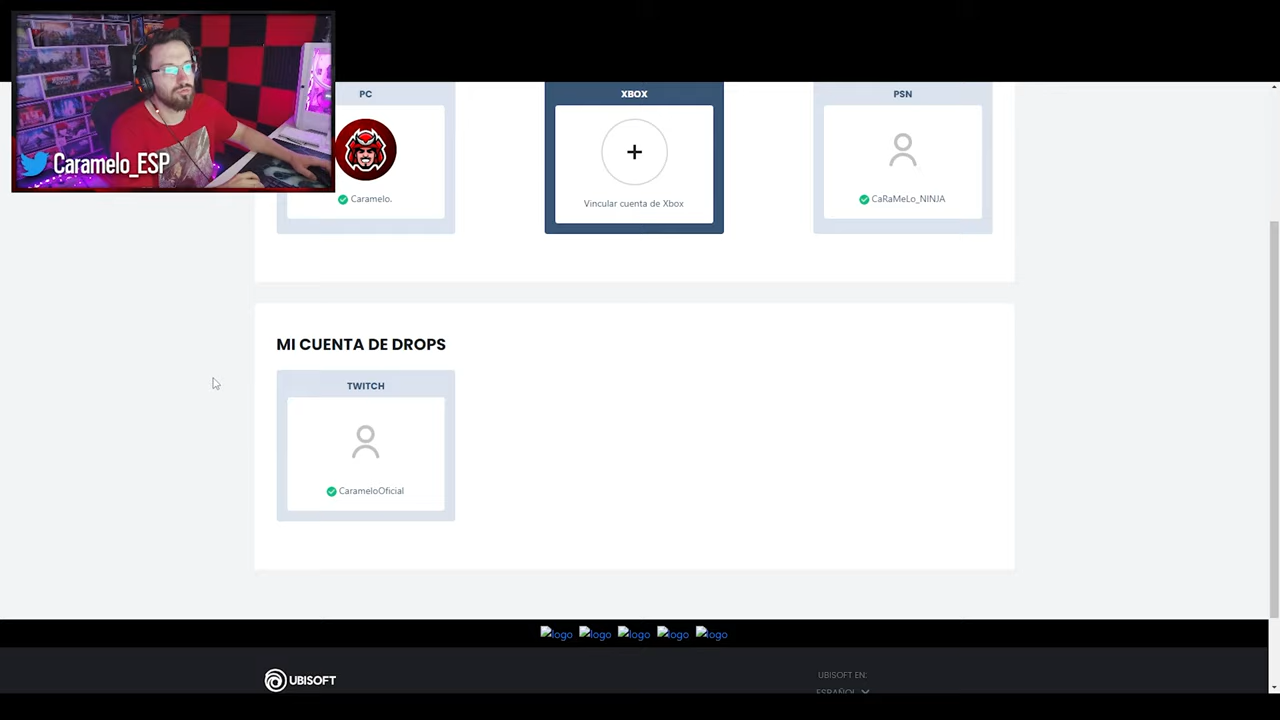 Caramelo_ESP
PC
XBOX
PSN
Caramelo.
Vincular cuenta de Xbox
CaRaMeLo_NINJA
MI CUENTA DE DROPS
TWITCH
CarameloOficial
logo
logo
logo
logo
logo
UBISOFT
UBISOFT EN:
ESPAÑOL